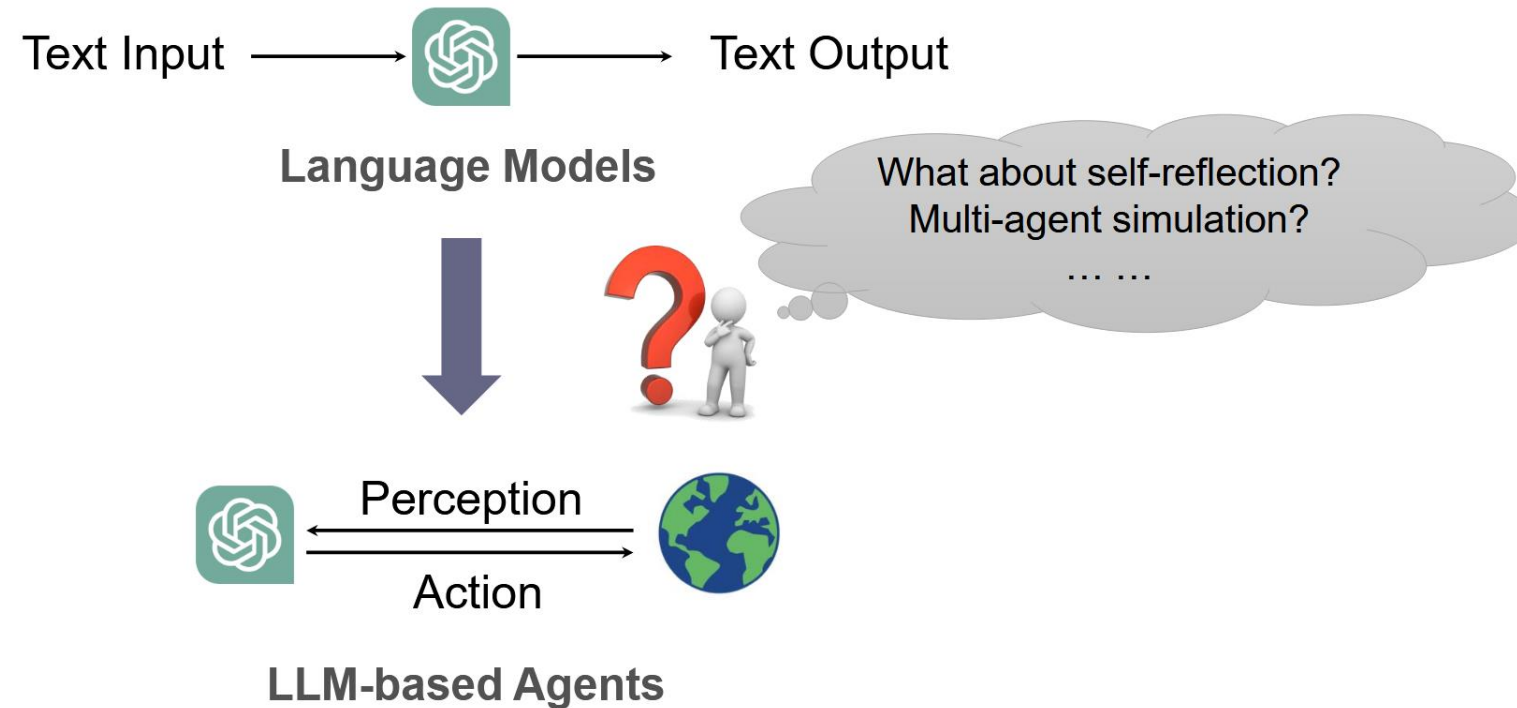 Text Input
Text Output
Language Models
What about self-reflection?
Multi-agent simulation?
... ...
Perception
Action
LLM-based Agents